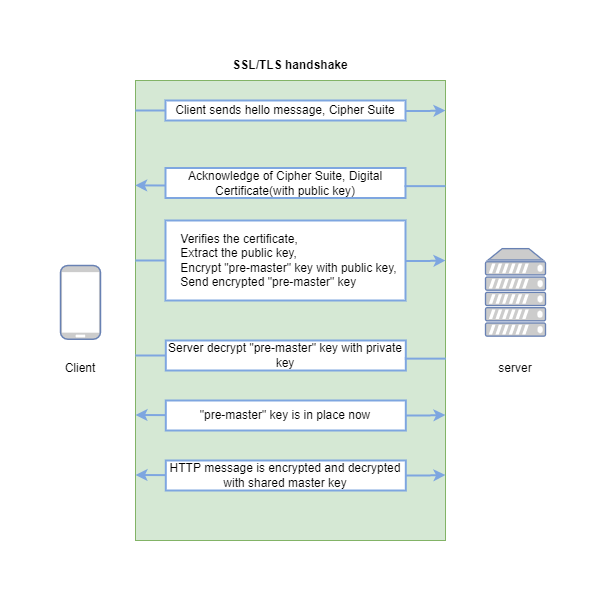 SSL/TLS handshake
Client sends hello message, Cipher Suite
Acknowledge of Cipher Suite, Digital
Certificate(with public key)
Verifies the certificate,
Extract the public key,
Encrypt "pre-master" key with public key,
Send encrypted "pre-master" key
Client
server
Server decrypt "pre-master" key with private
key
"pre-master" key is in place now
HTTP message is encrypted and decrypted
with shared master key